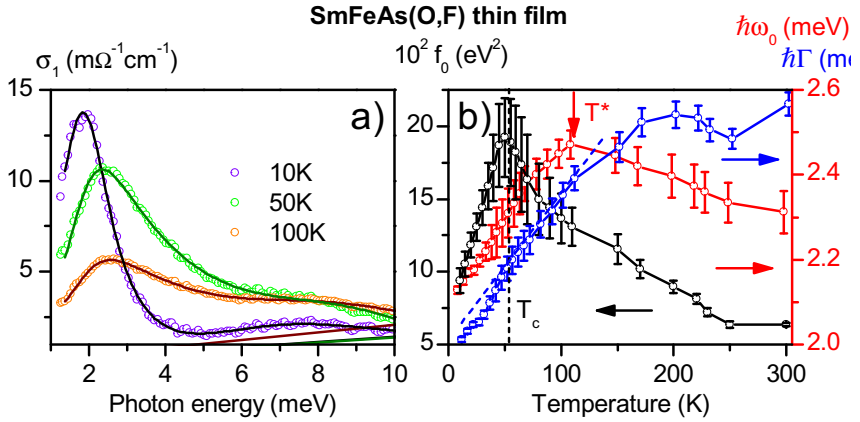 SmFeAs(O,F) thin film
σ₁ (mΩ⁻¹cm⁻¹)
10² f₀ (eV²)
ℏω₀ (meV)
ℏΓ (me
15
10
5
a)
10K
50K
100K
2
4
6
8
10
Photon energy (meV)
20
15
10
5
b)
T*
T_c
0
100
200
300
Temperature (K)
2.6
2.4
2.2
2.0